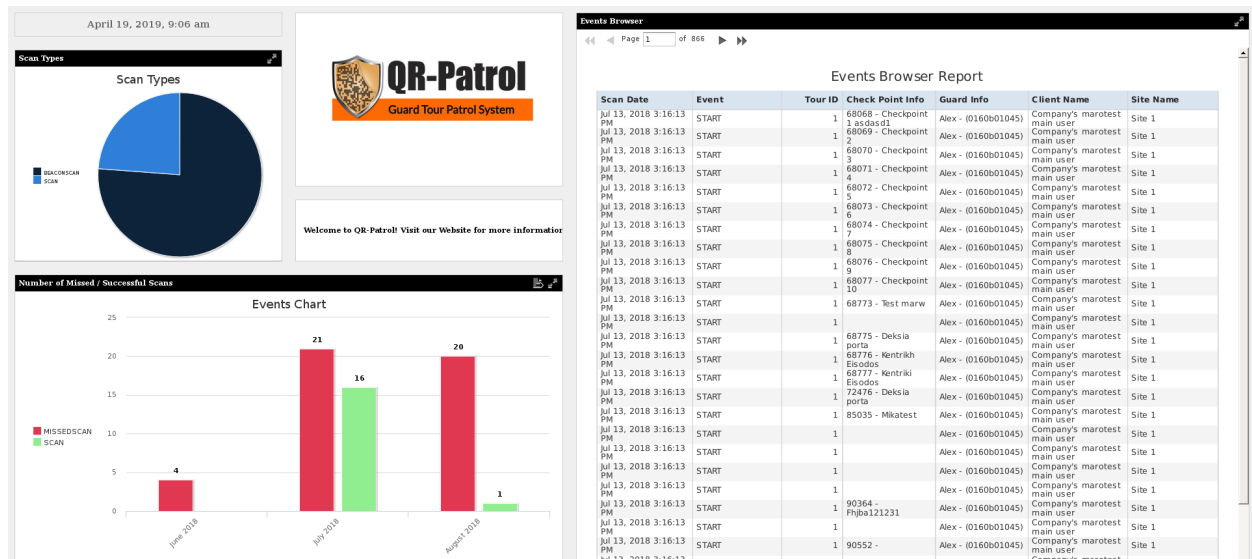 April 19, 2019, 9:06 am
Scan Types
Scan Types
BEACONSCAN
SCAN
QR-Patrol
Guard Tour Patrol System
Welcome to QR-Patrol! Visit our Website for more information
Number of Missed / Successful Scans
Events Chart
25
20
15
10
5
0
21
16
20
4
1
MISSEDSCAN
SCAN
June 2018
July 2018
August 2018
Events Browser
Page 1 of 866
Events Browser Report
Scan Date Event Tour ID Check Point Info Guard Info Client Name Site Name
Jul 13, 2018 3:16:13 PM START 1 68068 - Checkpoint 1 asdasd1 Alex - (0160b01045) Company's marotest main user Site 1
Jul 13, 2018 3:16:13 PM START 1 68069 - Checkpoint 2 Alex - (0160b01045) Company's marotest main user Site 1
Jul 13, 2018 3:16:13 PM START 1 68070 - Checkpoint 3 Alex - (0160b01045) Company's marotest main user Site 1
Jul 13, 2018 3:16:13 PM START 1 68071 - Checkpoint 4 Alex - (0160b01045) Company's marotest main user Site 1
Jul 13, 2018 3:16:13 PM START 1 68072 - Checkpoint 5 Alex - (0160b01045) Company's marotest main user Site 1
Jul 13, 2018 3:16:13 PM START 1 68073 - Checkpoint 6 Alex - (0160b01045) Company's marotest main user Site 1
Jul 13, 2018 3:16:13 PM START 1 68074 - Checkpoint 7 Alex - (0160b01045) Company's marotest main user Site 1
Jul 13, 2018 3:16:13 PM START 1 68075 - Checkpoint 8 Alex - (0160b01045) Company's marotest main user Site 1
Jul 13, 2018 3:16:13 PM START 1 68076 - Checkpoint 9 Alex - (0160b01045) Company's marotest main user Site 1
Jul 13, 2018 3:16:13 PM START 1 68077 - Checkpoint 10 Alex - (0160b01045) Company's marotest main user Site 1
Jul 13, 2018 3:16:13 PM START 1 68773 - Test marw Alex - (0160b01045) Company's marotest main user Site 1
Jul 13, 2018 3:16:13 PM START 1 Alex - (0160b01045) Company's marotest main user Site 1
Jul 13, 2018 3:16:13 PM START 1 68775 - Deksia porta Alex - (0160b01045) Company's marotest main user Site 1
Jul 13, 2018 3:16:13 PM START 1 68776 - Kentrikh Eisodos Alex - (0160b01045) Company's marotest main user Site 1
Jul 13, 2018 3:16:13 PM START 1 68777 - Kentriki Eisodos Alex - (0160b01045) Company's marotest main user Site 1
Jul 13, 2018 3:16:13 PM START 1 72476 - Deksia porta Alex - (0160b01045) Company's marotest main user Site 1
Jul 13, 2018 3:16:13 PM START 1 85035 - Mikatest Alex - (0160b01045) Company's marotest main user Site 1
Jul 13, 2018 3:16:13 PM START 1 Alex - (0160b01045) Company's marotest main user Site 1
Jul 13, 2018 3:16:13 PM START 1 Alex - (0160b01045) Company's marotest main user Site 1
Jul 13, 2018 3:16:13 PM START 1 Alex - (0160b01045) Company's marotest main user Site 1
Jul 13, 2018 3:16:13 PM START 1 Alex - (0160b01045) Company's marotest main user Site 1
Jul 13, 2018 3:16:13 PM START 1 90364 - Fhjba121231 Alex - (0160b01045) Company's marotest main user Site 1
Jul 13, 2018 3:16:13 PM START 1 Alex - (0160b01045) Company's marotest main user Site 1
Jul 13, 2018 3:16:13 PM START 1 90552 - Alex - (0160b01045) Company's marotest main user Site 1